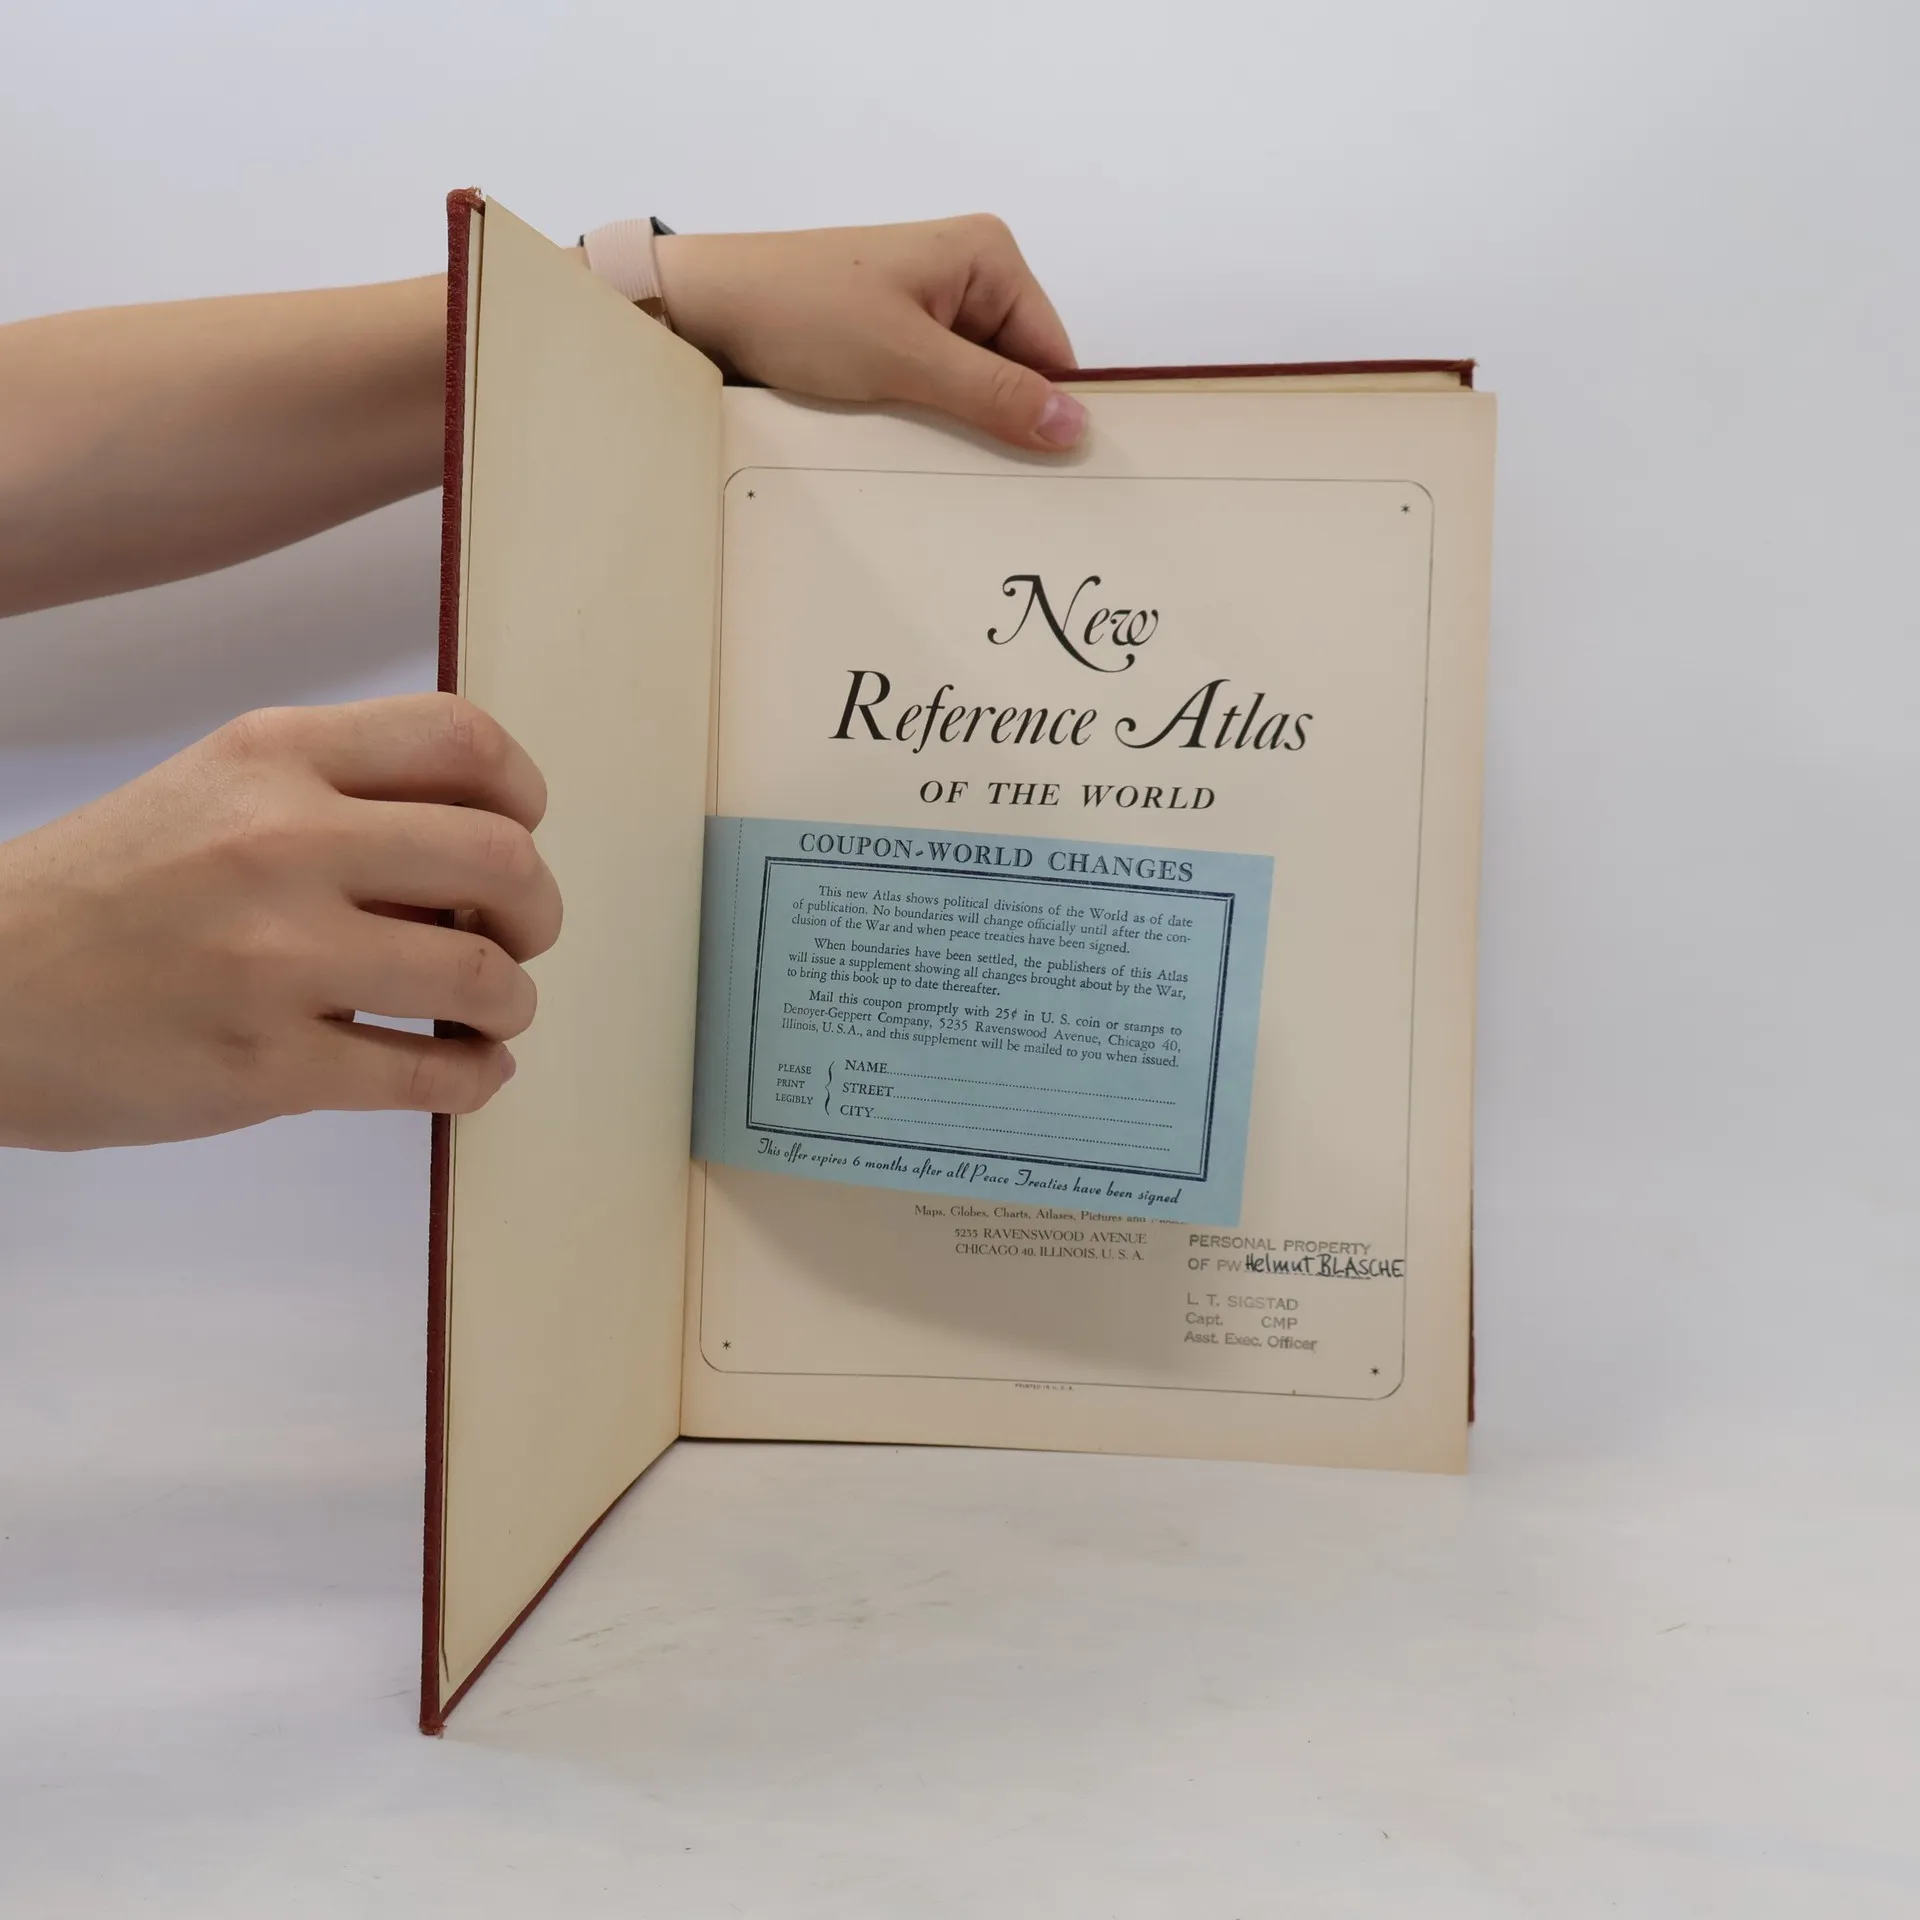 New
Reference Atlas
OF THE WORLD
COUPON-WORLD CHANGES
This new Atlas shows political divisions of the World as of date
of publication. No boundaries will change officially until after the con-
clusion of the War and when peace treaties have been signed.
When boundaries have been settled, the publishers of this Atlas
will issue a supplement showing all changes brought about by the War,
to bring this book up to date thereafter.
Mail this coupon promptly with 25¢ in U. S. coin or stamps to
Denoyer-Geppert Company, 5235 Ravenswood Avenue, Chicago 40,
Illinois, U. S. A., and this supplement will be mailed to you when issued.
PLEASE
PRINT
LEGIBLY
NAME
STREET
CITY
This offer expires 6 months after all Peace Treaties have been signed
Maps, Globes, Charts, Atlases, Pictures and
5235 RAVENSWOOD AVENUE
CHICAGO 40, ILLINOIS, U. S. A.
PERSONAL PROPERTY
OF PW Helmut BLASCHE
L. T. SIGSTAD
Capt. CMP
Asst. Exec. Officer
PRINTED IN U. S. A.